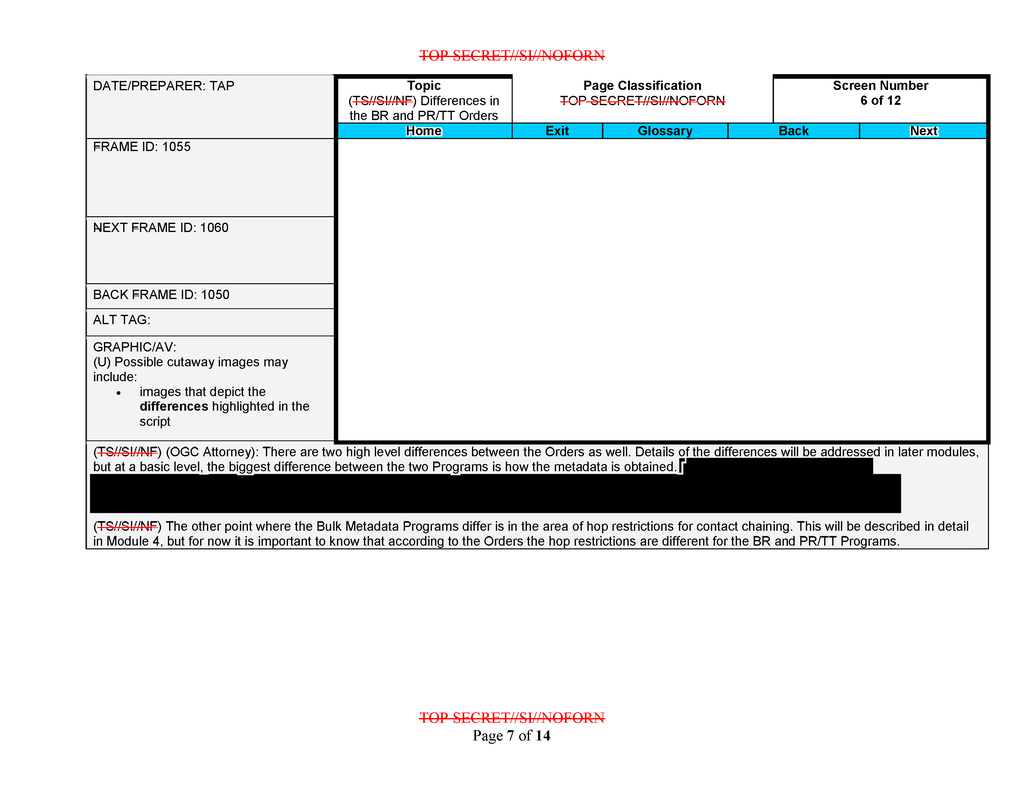 TOP SECRET//SI//NOFORN
DATE/PREPARER: TAP
Topic
(TS//SI//NF) Differences in
the BR and PR/TT Orders
Page Classification
TOP SECRET//SI//NOFORN
Screen Number
6 of 12
Home Exit Glossary Back Next
FRAME ID: 1055
NEXT FRAME ID: 1060
BACK FRAME ID: 1050
ALT TAG:
GRAPHIC/AV:
(U) Possible cutaway images may
include:
• images that depict the
differences highlighted in the
script
(TS//SI//NF) (OGC Attorney): There are two high level differences between the Orders as well. Details of the differences will be addressed in later modules,
but at a basic level, the biggest difference between the two Programs is how the metadata is obtained.
(TS//SI//NF) The other point where the Bulk Metadata Programs differ is in the area of hop restrictions for contact chaining. This will be described in detail
in Module 4, but for now it is important to know that according to the Orders the hop restrictions are different for the BR and PR/TT Programs.
TOP SECRET//SI//NOFORN
Page 7 of 14